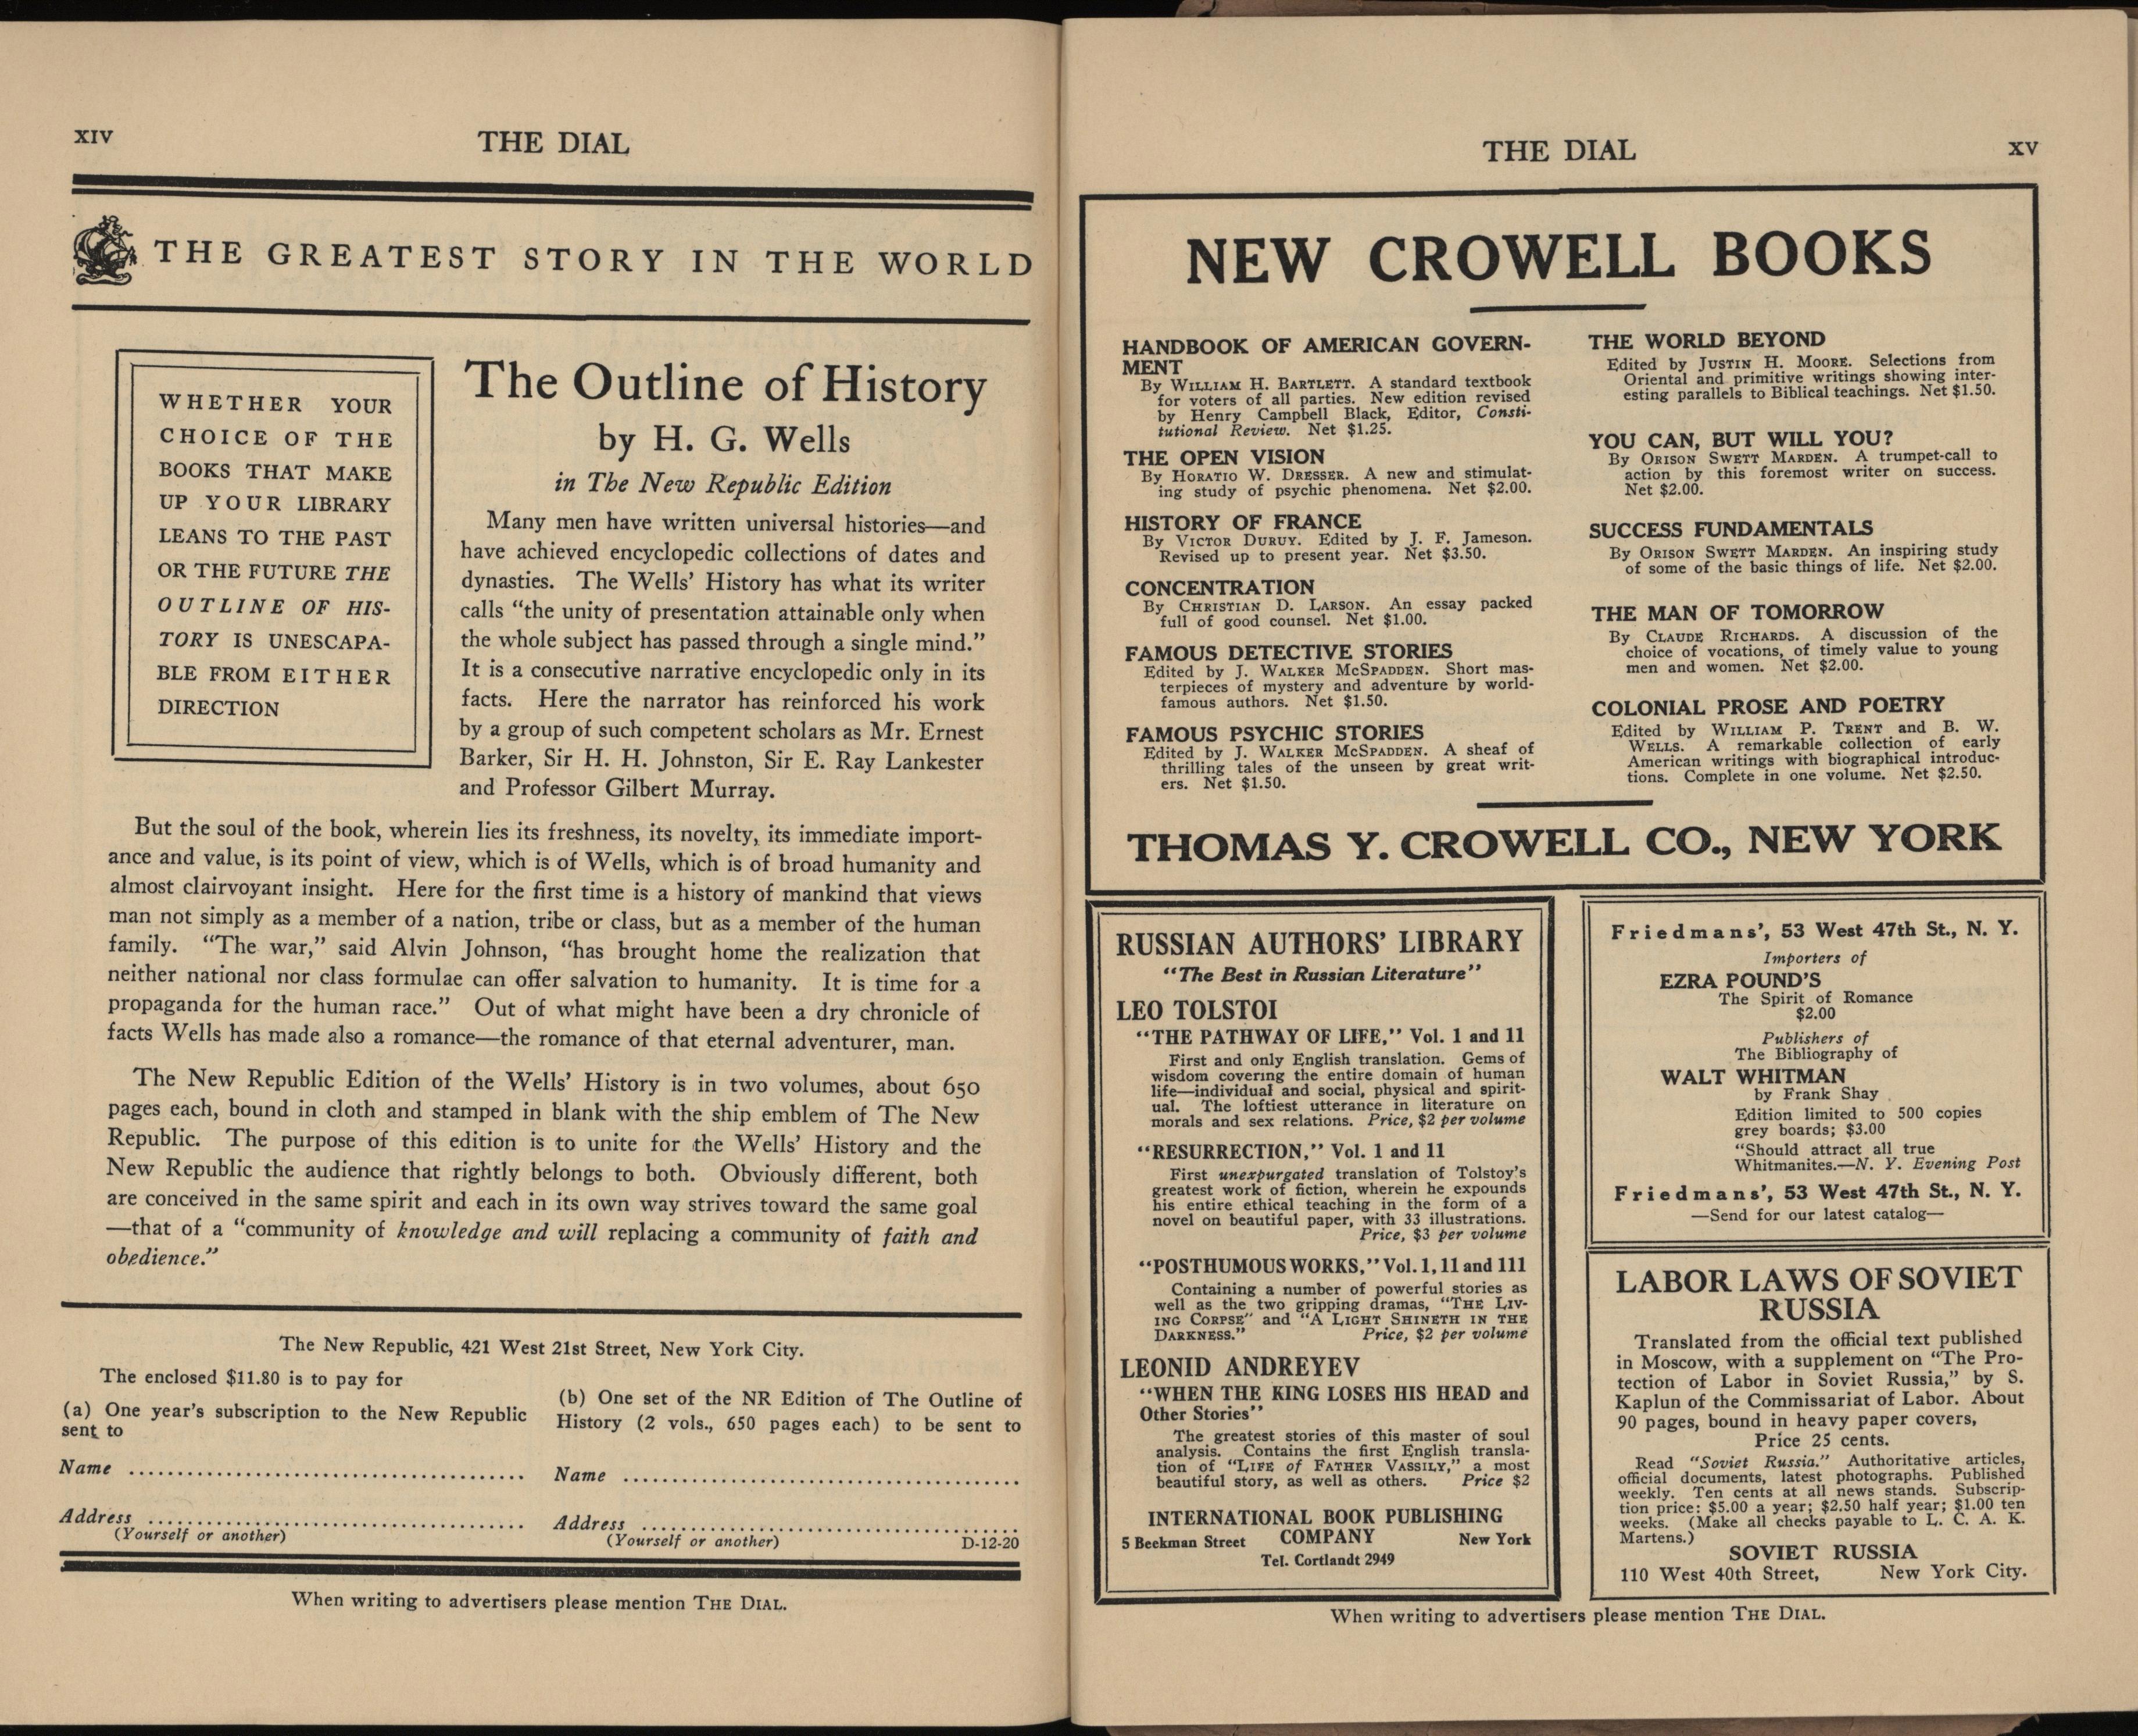 XIV
THE DIAL
THE GREATEST STORY IN THE WORLD
WHETHER YOUR
CHOICE OF THE
BOOKS THAT MAKE
UP YOUR LIBRARY
LEANS TO THE PAST
OR THE FUTURE THE
OUTLINE OF HIS-
TORY IS UNESCAPA-
BLE FROM EITHER
DIRECTION
The Outline of History
by H. G. Wells
in The New Republic Edition
Many men have written universal histories—and
have achieved encyclopedic collections of dates and
dynasties. The Wells’ History has what its writer
calls “the unity of presentation attainable only when
the whole subject has passed through a single mind.”
It is a consecutive narrative encyclopedic only in its
facts. Here the narrator has reinforced his work
by a group of such competent scholars as Mr. Ernest
Barker, Sir H. H. Johnston, Sir E. Ray Lankester
and Professor Gilbert Murray.
But the soul of the book, wherein lies its freshness, its novelty, its immediate import-
ance and value, is its point of view, which is of Wells, which is of broad humanity and
almost clairvoyant insight. Here for the first time is a history of mankind that views
man not simply as a member of a nation, tribe or class, but as a member of the human
family. “The war,” said Alvin Johnson, “has brought home the realization that
neither national nor class formulae can offer salvation to humanity. It is time for a
propaganda for the human race.” Out of what might have been a dry chronicle of
facts Wells has made also a romance—the romance of that eternal adventurer, man.
The New Republic Edition of the Wells’ History is in two volumes, about 650
pages each, bound in cloth and stamped in blank with the ship emblem of The New
Republic. The purpose of this edition is to unite for the Wells’ History and the
New Republic the audience that rightly belongs to both. Obviously different, both
are conceived in the same spirit and each in its own way strives toward the same goal
—that of a “community of knowledge and will replacing a community of faith and
obedience.”
The New Republic, 421 West 21st Street, New York City.
The enclosed $11.80 is to pay for
(a) One year’s subscription to the New Republic
sent to
Name ........................................
Address ........................................
(Yourself or another)
(b) One set of the NR Edition of The Outline of
History (2 vols., 650 pages each) to be sent to
Name ........................................
Address ........................................
(Yourself or another) D-12-20
When writing to advertisers please mention THE DIAL.
THE DIAL
XV
NEW CROWELL BOOKS
HANDBOOK OF AMERICAN GOVERN-
MENT
By WILLIAM H. BARTLETT. A standard textbook
for voters of all parties. New edition revised
by Henry Campbell Black, Editor, Consti-
tutional Review. Net $1.25.
THE OPEN VISION
By HORATIO W. DRESSER. A new and stimulat-
ing study of psychic phenomena. Net $2.00.
HISTORY OF FRANCE
By VICTOR DURUY. Edited by J. F. Jameson.
Revised up to present year. Net $3.50.
CONCENTRATION
By CHRISTIAN D. LARSON. An essay packed
full of good counsel. Net $1.00.
FAMOUS DETECTIVE STORIES
Edited by J. WALKER MCSPADDEN. Short mas-
terpieces of mystery and adventure by world-
famous authors. Net $1.50.
FAMOUS PSYCHIC STORIES
Edited by J. WALKER MCSPADDEN. A sheaf of
thrilling tales of the unseen by great writ-
ers. Net $1.50.
THE WORLD BEYOND
Edited by JUSTIN H. MOORE. Selections from
Oriental and primitive writings showing inter-
esting parallels to Biblical teachings. Net $1.50.
YOU CAN, BUT WILL YOU?
By ORISON SWETT MARDEN. A trumpet-call to
action by this foremost writer on success.
Net $2.00.
SUCCESS FUNDAMENTALS
By ORISON SWETT MARDEN. An inspiring study
of some of the basic things of life. Net $2.00.
THE MAN OF TOMORROW
By CLAUDE RICHARDS. A discussion of the
choice of vocations, of timely value to young
men and women. Net $2.00.
COLONIAL PROSE AND POETRY
Edited by WILLIAM P. TRENT and B. W.
WELLS. A remarkable collection of early
American writings with biographical introduc-
tions. Complete in one volume. Net $2.50.
THOMAS Y. CROWELL CO., NEW YORK
RUSSIAN AUTHORS’ LIBRARY
“The Best in Russian Literature”
LEO TOLSTOI
“THE PATHWAY OF LIFE,” Vol. 1 and 11
First and only English translation. Gems of
wisdom covering the entire domain of human
life—individual and social, physical and spirit-
ual. The loftiest utterance in literature on
morals and sex relations. Price, $2 per volume
“RESURRECTION,” Vol. 1 and 11
First unexpurgated translation of Tolstoy’s
greatest work of fiction, wherein he expounds
his entire ethical teaching in the form of a
novel on beautiful paper, with 33 illustrations.
Price, $3 per volume
“POSTHUMOUS WORKS,” Vol. 1, 11 and 111
Containing a number of powerful stories as
well as the two gripping dramas, “THE LIV-
ING CORPSE” and “A LIGHT SHINETH IN THE
DARKNESS.” Price, $2 per volume
LEONID ANDREYEV
“WHEN THE KING LOSES HIS HEAD and
Other Stories”
The greatest stories of this master of soul
analysis. Contains the first English transla-
tion of “LIFE of FATHER VASSILY,” a most
beautiful story, as well as others. Price $2
INTERNATIONAL BOOK PUBLISHING
5 Beekman Street COMPANY New York
Tel. Cortlandt 2949
Friedmans’, 53 West 47th St., N. Y.
Importers of
EZRA POUND’S
The Spirit of Romance
$2.00
Publishers of
The Bibliography of
WALT WHITMAN
by Frank Shay
Edition limited to 500 copies
grey boards; $3.00
“Should attract all true
Whitmanites.—N. Y. Evening Post
Friedmans’, 53 West 47th St., N. Y.
—Send for our latest catalog—
LABOR LAWS OF SOVIET
RUSSIA
Translated from the official text published
in Moscow, with a supplement on “The Pro-
tection of Labor in Soviet Russia,” by S.
Kaplun of the Commissariat of Labor. About
90 pages, bound in heavy paper covers,
Price 25 cents.
Read “Soviet Russia.” Authoritative articles,
official documents, latest photographs. Published
weekly. Ten cents at all news stands. Subscrip-
tion price: $5.00 a year; $2.50 half year; $1.00 ten
weeks. (Make all checks payable to L. C. A. K.
Martens.)
SOVIET RUSSIA
110 West 40th Street, New York City.
When writing to advertisers please mention THE DIAL.